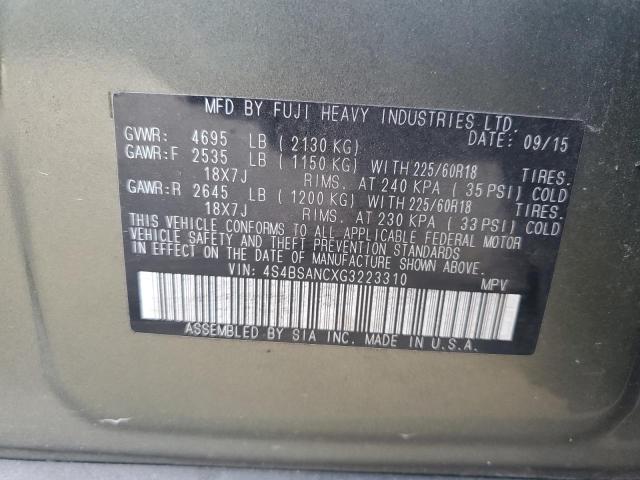 MFD BY FUJI HEAVY INDUSTRIES LTD.
GVWR: 4695 LB ( 2130 KG) DATE: 09/15
GAWR:F 2535 LB ( 1150 KG) WITH 225/60R18 TIRES.
18X7J RIMS. AT 240 KPA ( 35 PSI) COLD
GAWR:R 2645 LB ( 1200 KG) WITH 225/60R18 TIRES.
18X7J RIMS. AT 230 KPA ( 33 PSI) COLD
THIS VEHICLE CONFORMS TO ALL APPLICABLE FEDERAL MOTOR
VEHICLE SAFETY AND THEFT PREVENTION STANDARDS
IN EFFECT ON THE DATE OF MANUFACTURE SHOWN ABOVE.
VIN: 4S4BSANCXG3223310 MPV
ASSEMBLED BY SIA INC. MADE IN U.S.A.